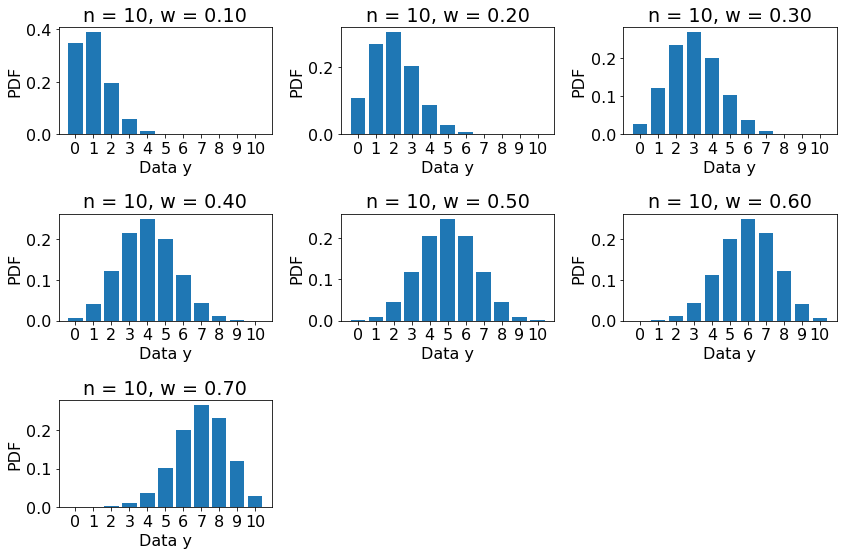 n = 10, w = 0.10
0.4
0.2
0.0
PDF
0 1 2 3 4 5 6 7 8 9 10
Data y
n = 10, w = 0.20
0.2
0.0
PDF
0 1 2 3 4 5 6 7 8 9 10
Data y
n = 10, w = 0.30
0.2
0.1
0.0
PDF
0 1 2 3 4 5 6 7 8 9 10
Data y
n = 10, w = 0.40
0.2
0.1
0.0
PDF
0 1 2 3 4 5 6 7 8 9 10
Data y
n = 10, w = 0.50
0.2
0.1
0.0
PDF
0 1 2 3 4 5 6 7 8 9 10
Data y
n = 10, w = 0.60
0.2
0.1
0.0
PDF
0 1 2 3 4 5 6 7 8 9 10
Data y
n = 10, w = 0.70
0.2
0.1
0.0
PDF
0 1 2 3 4 5 6 7 8 9 10
Data y